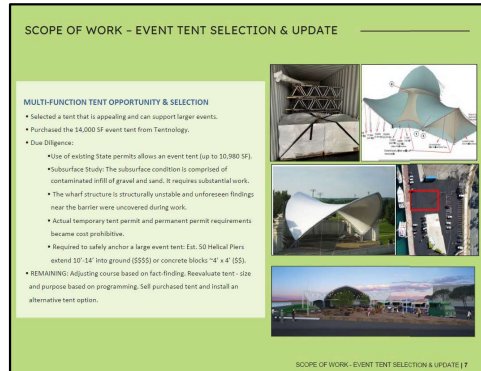 SCOPE OF WORK – EVENT TENT SELECTION & UPDATE
MULTI-FUNCTION TENT OPPORTUNITY & SELECTION
• Selected a tent that is appealing and can support larger events.
• Purchased the 14,000 SF event tent from Tentnology.
• Due Diligence:
▪Use of existing State permits allows an event tent (up to 10,980 SF).
▪Subsurface Study: The subsurface condition is comprised of
contaminated infill of gravel and sand. It requires substantial work.
▪The wharf structure is structurally unstable and unforeseen findings
near the barrier were uncovered during work.
▪ Actual temporary tent permit and permanent permit requirements
became cost prohibitive.
▪ Required to safely anchor a large event tent: Est. 50 Helical Piers
extend 10'-14' into ground ($$$$) or concrete blocks ~4' x 4' ($$).
• REMAINING: Adjusting course based on fact-finding. Reevaluate tent - size
and purpose based on programming. Sell purchased tent and install an
alternative tent option.
SCOPE OF WORK - EVENT TENT SELECTION & UPDATE | 7